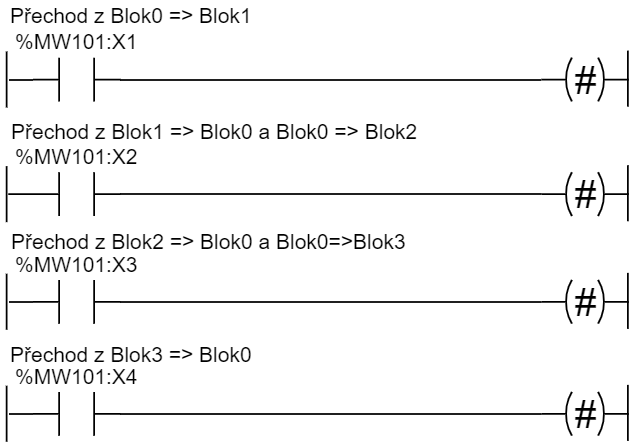 Přechod z Blok0 => Blok1
%MW101:X1
(#)
Přechod z Blok1 => Blok0 a Blok0 => Blok2
%MW101:X2
(#)
Přechod z Blok2 => Blok0 a Blok0=>Blok3
%MW101:X3
(#)
Přechod z Blok3 => Blok0
%MW101:X4
(#)